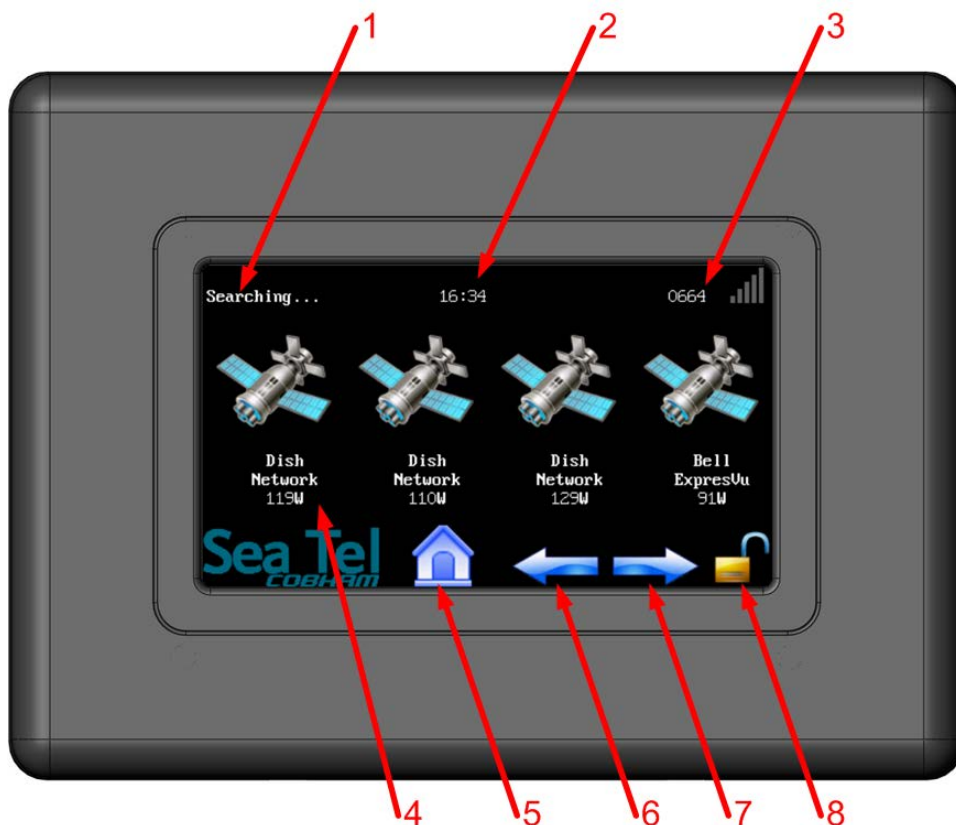 1 2 3
Searching... 16:34 0664
Dish Dish Dish Bell
Network Network Network ExpresVu
119W 110W 129W 91W
Sea Tel
COBHAM
4 5 6 7 8